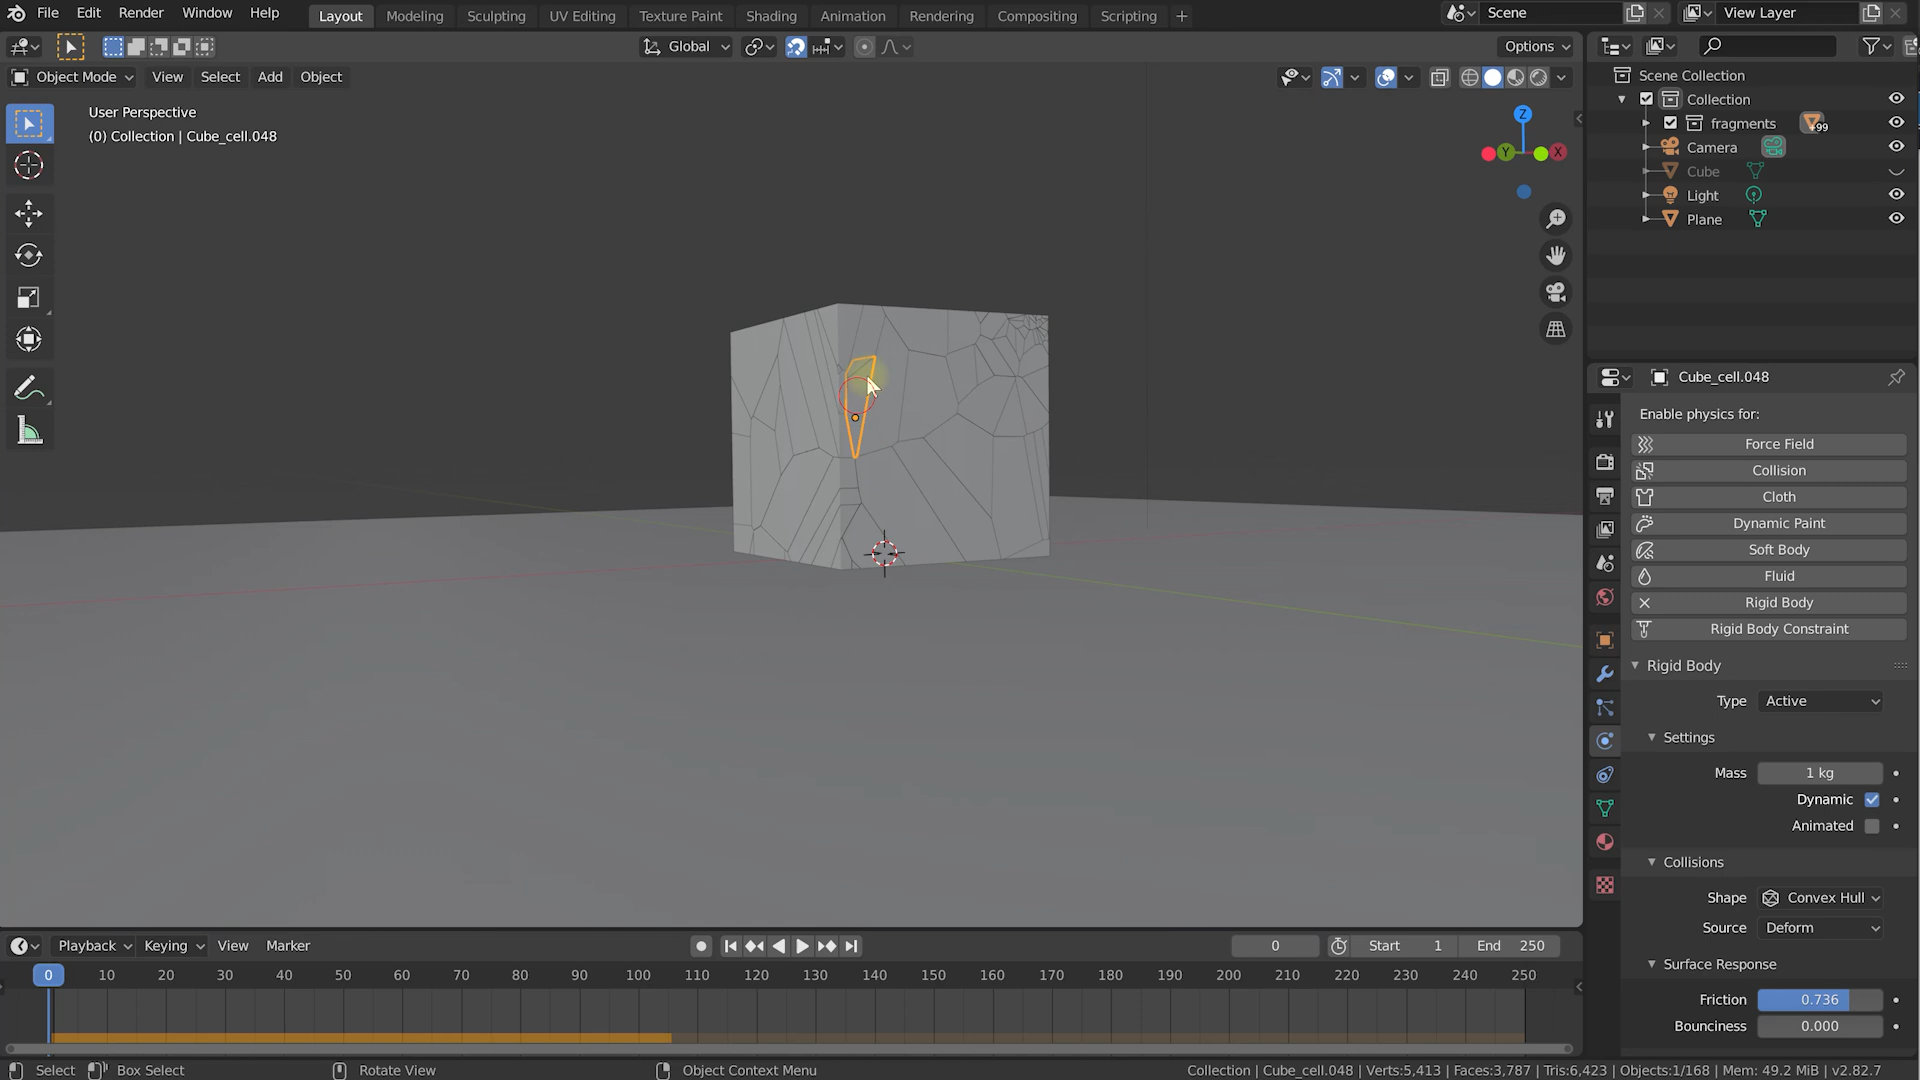 File Edit Render Window Help Layout Modeling Sculpting UV Editing Texture Paint Shading Animation Rendering Compositing Scripting + Scene View Layer
Global Options
Object Mode View Select Add Object
User Perspective
(0) Collection | Cube_cell.048
Z
Y X
Scene Collection
Collection
fragments +99
Camera
Cube
Light
Plane
Cube_cell.048
Enable physics for:
Force Field
Collision
Cloth
Dynamic Paint
Soft Body
Fluid
Rigid Body
Rigid Body Constraint
Rigid Body
Type Active
Settings
Mass 1 kg
Dynamic
Animated
Collisions
Shape Convex Hull
Source Deform
Surface Response
Friction 0.736
Bounciness 0.000
Playback Keying View Marker 0 Start 1 End 250
0 10 20 30 40 50 60 70 80 90 100 110 120 130 140 150 160 170 180 190 200 210 220 230 240 250
Select Box Select Rotate View Object Context Menu Collection | Cube_cell.048 | Verts:5,413 | Faces:3,787 | Tris:6,423 | Objects:1/168 | Mem: 49.2 MiB | v2.82.7